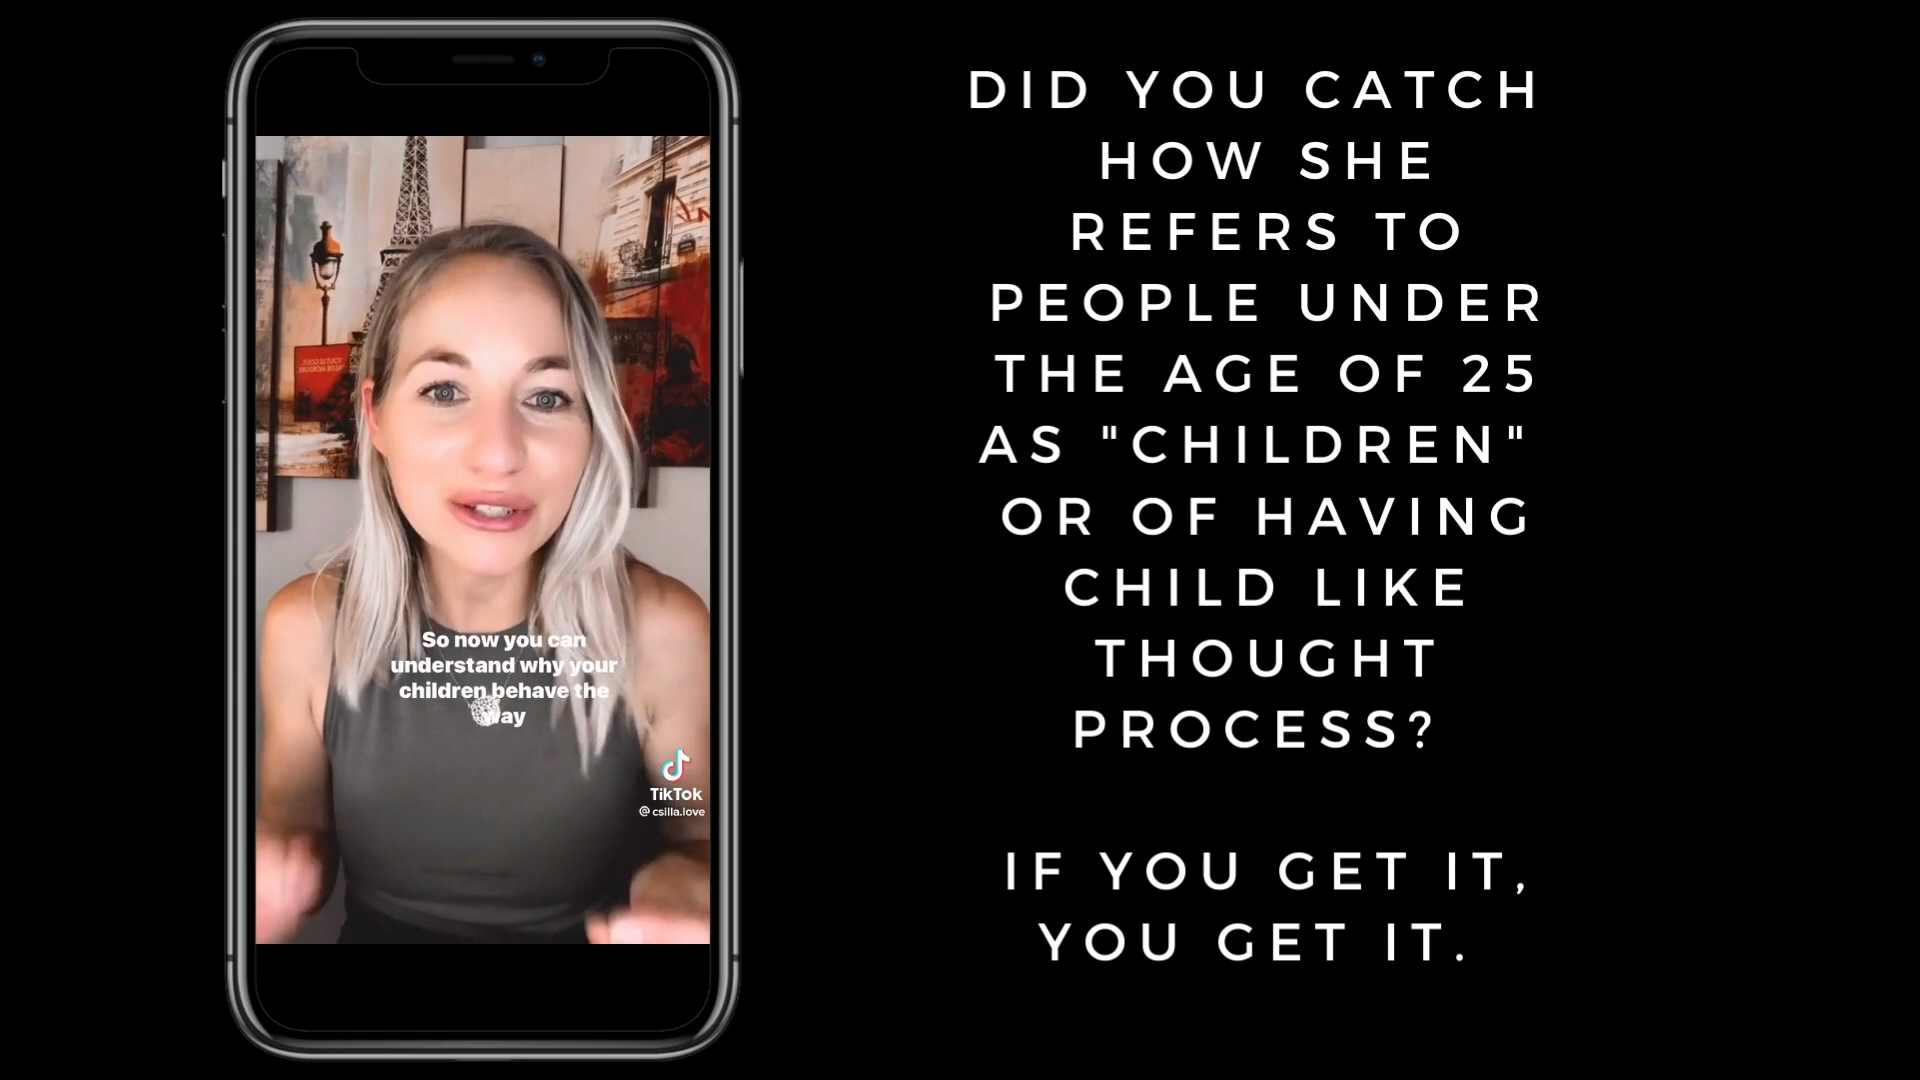 So now you can
understand why your
children behave the
way
TikTok
@csilla.love
DID YOU CATCH
HOW SHE
REFERS TO
PEOPLE UNDER
THE AGE OF 25
AS "CHILDREN"
OR OF HAVING
CHILD LIKE
THOUGHT
PROCESS?
IF YOU GET IT,
YOU GET IT.